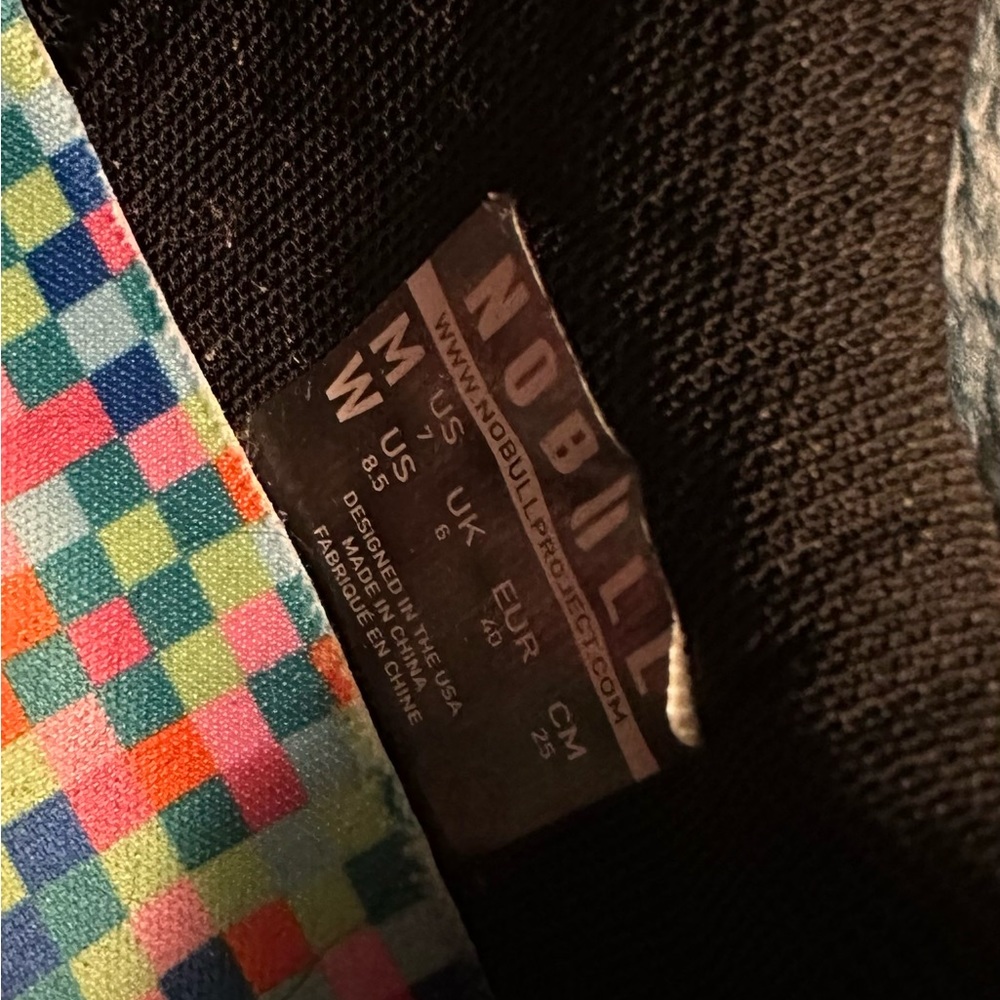 NOBULL
WWW.NOBULLPROJECT.COM
M US UK EUR CM
7 6 40 25
W US
8.5
DESIGNED IN THE USA
MADE IN CHINA
FABRIQUÉ EN CHINE